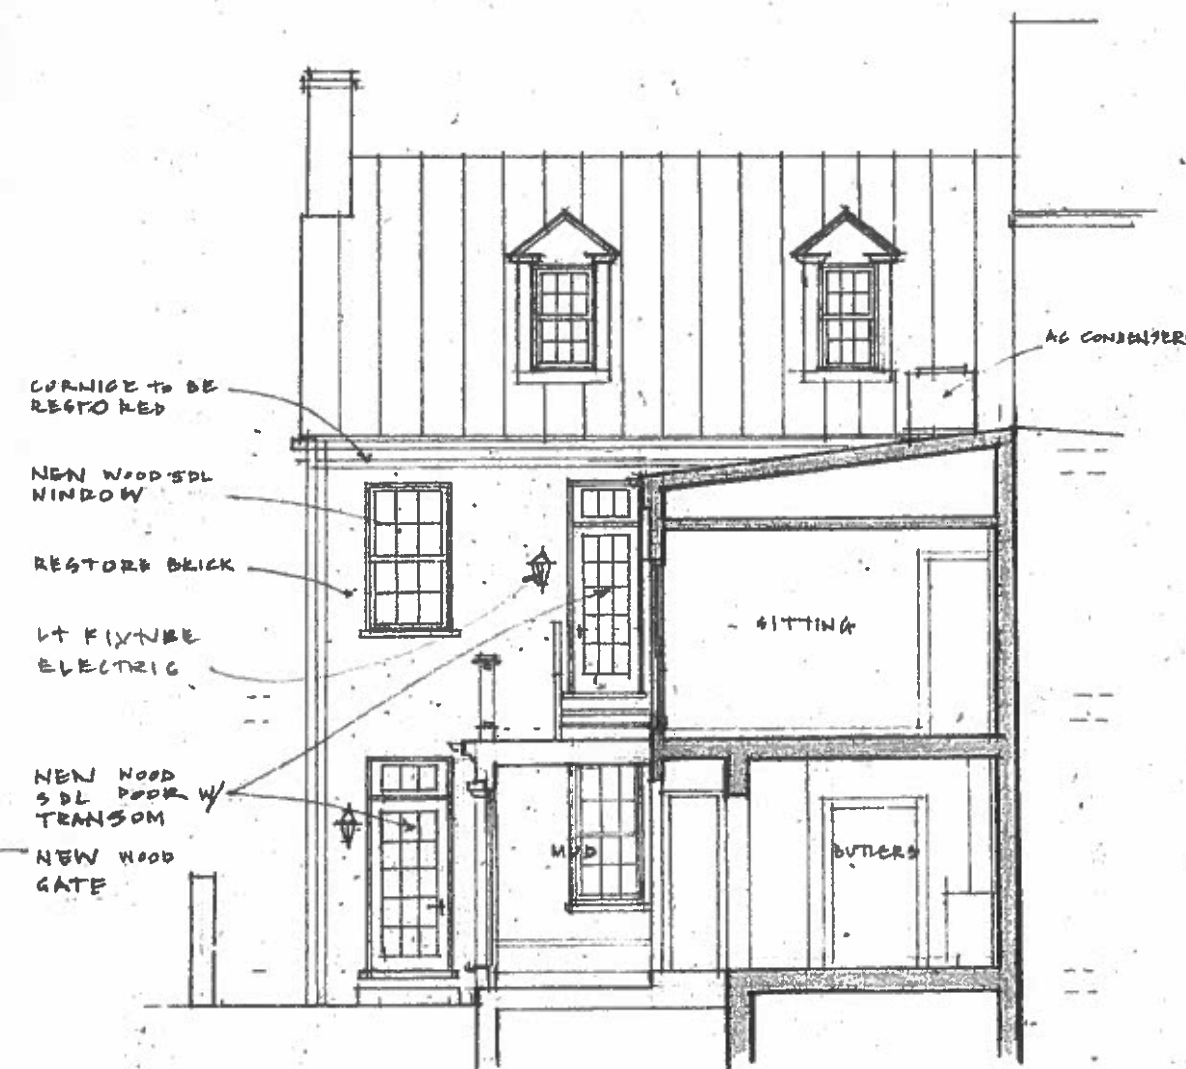 AC CONDENSERS
CORNICE TO BE
RESTORED
NEW WOOD SDL
WINDOW
RESTORE BRICK
LT FIXTURE
ELECTRIC
SITTING
NEW WOOD
SDL DOOR W/
TRANSOM
NEW WOOD
GATE
MUD
BUTLERS